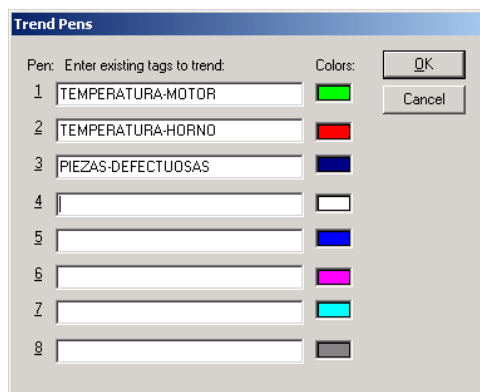 Trend Pens
Pen: Enter existing tags to trend: Colors: OK
1 TEMPERATURA-MOTOR Cancel
2 TEMPERATURA-HORNO
3 PIEZAS-DEFECTUOSAS
4
5
6
7
8